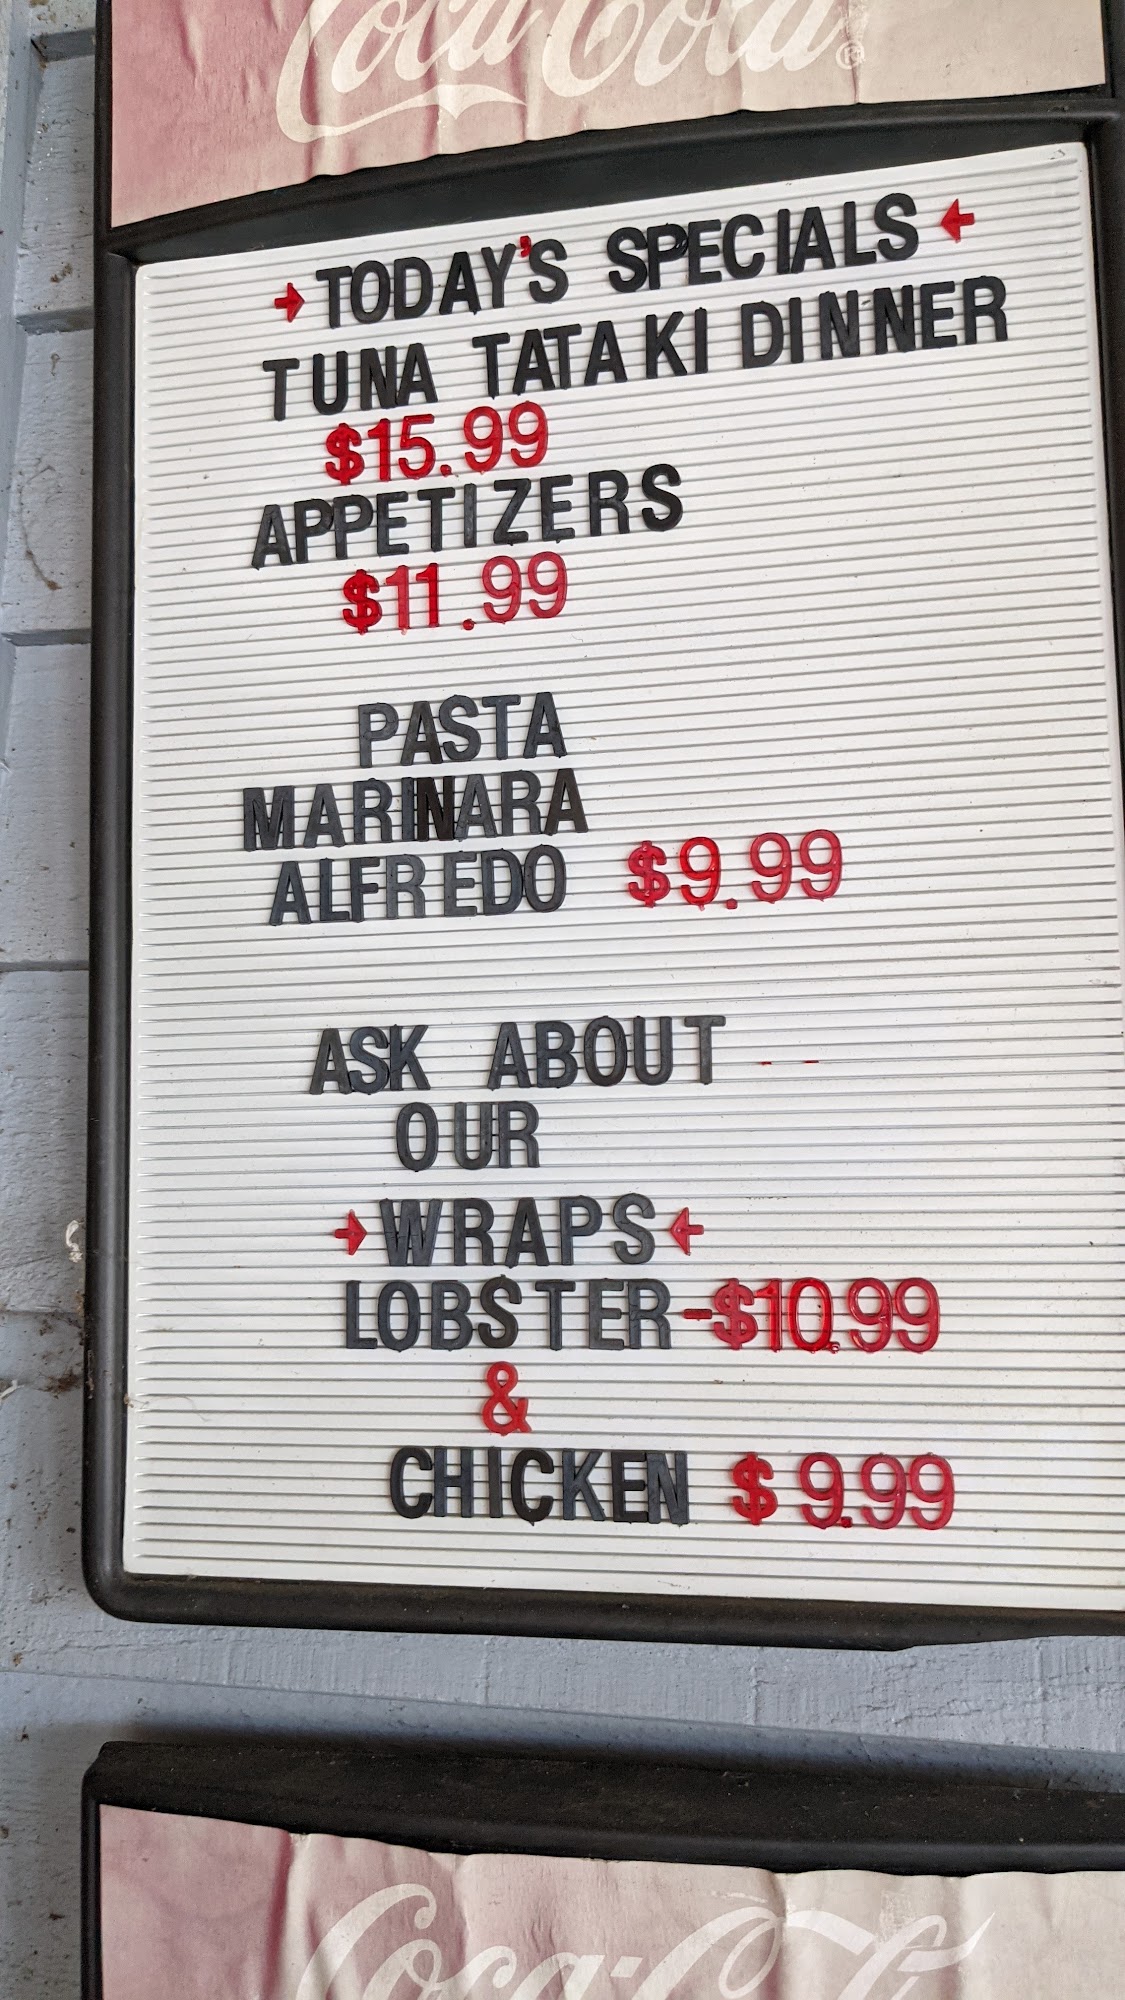 Coca-Cola®
→TODAY'S SPECIALS←
TUNA TATAKI DINNER
$15.99
APPETIZERS
$11.99
PASTA
MARINARA
ALFREDO $9.99
ASK ABOUT
OUR
→WRAPS←
LOBSTER-$10.99
&
CHICKEN $9.99
Coca-Cola